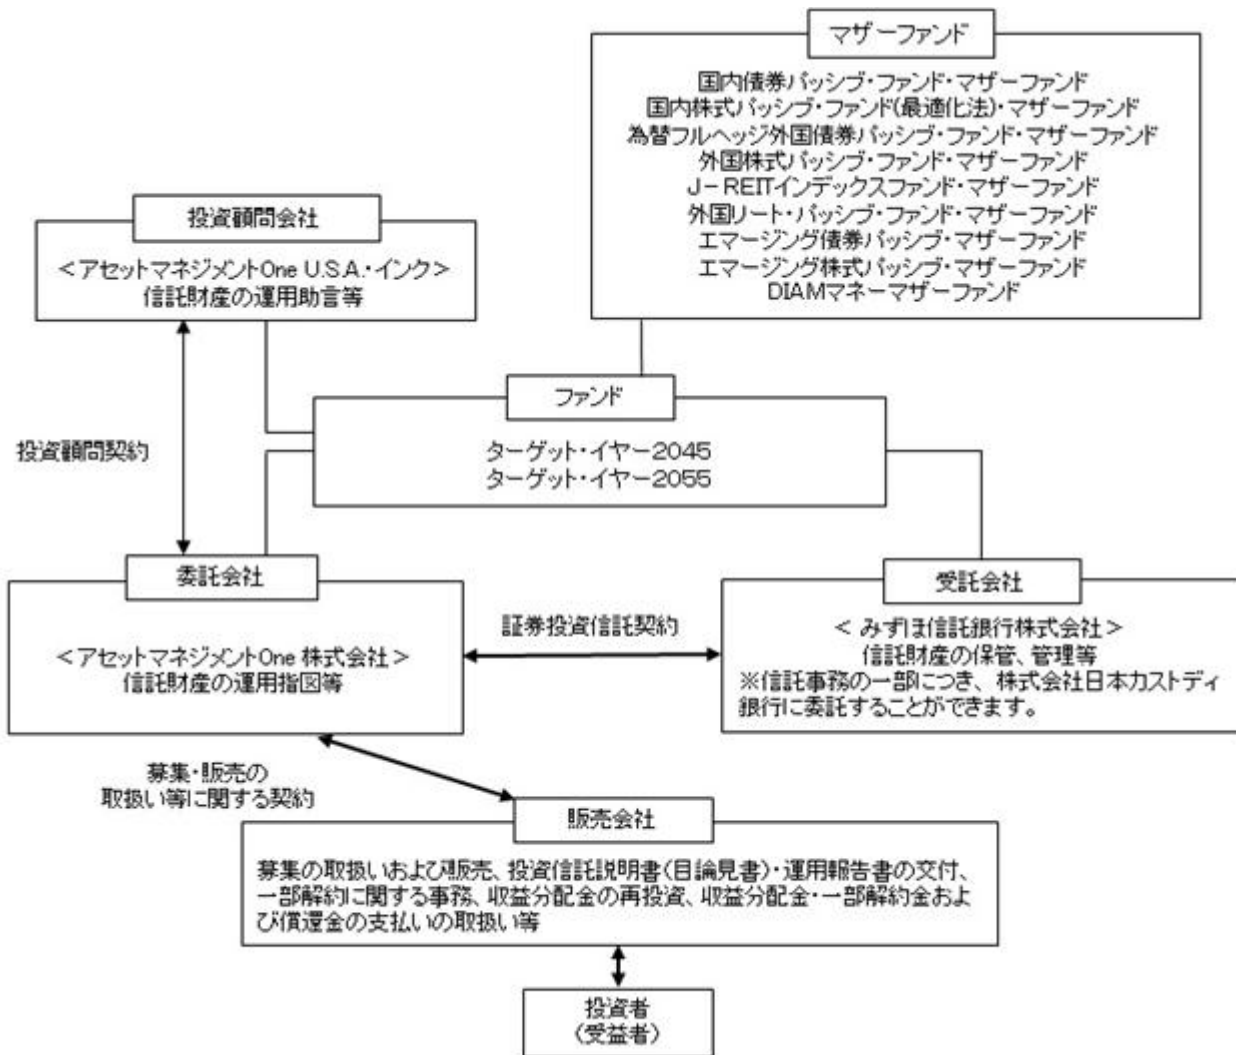 マザーファンド
国内債券パッシブ・ファンド・マザーファンド
国内株式パッシブ・ファンド(最適化法)・マザーファンド
為替フルヘッジ外国債券パッシブ・ファンド・マザーファンド
外国株式パッシブ・ファンド・マザーファンド
J－REITインデックスファンド・マザーファンド
外国リート・パッシブ・ファンド・マザーファンド
エマージング債券パッシブ・マザーファンド
エマージング株式パッシブ・マザーファンド
DIAMマネーマザーファンド
投資顧問会社
＜アセットマネジメントOne U.S.A.・インク＞
信託財産の運用助言等
ファンド
ターゲット・イヤー2045
ターゲット・イヤー2055
投資顧問契約
委託会社
＜アセットマネジメントOne 株式会社＞
信託財産の運用指図等
証券投資信託契約
受託会社
＜みずほ信託銀行株式会社＞
信託財産の保管、管理等
※信託事務の一部につき、株式会社日本カストディ
銀行に委託することができます。
募集・販売の
取扱い等に関する契約
販売会社
募集の取扱いおよび販売、投資信託説明書(目論見書)・運用報告書の交付、
一部解約に関する事務、収益分配金の再投資、収益分配金・一部解約金およ
び償還金の支払いの取扱い等
投資者
（受益者）